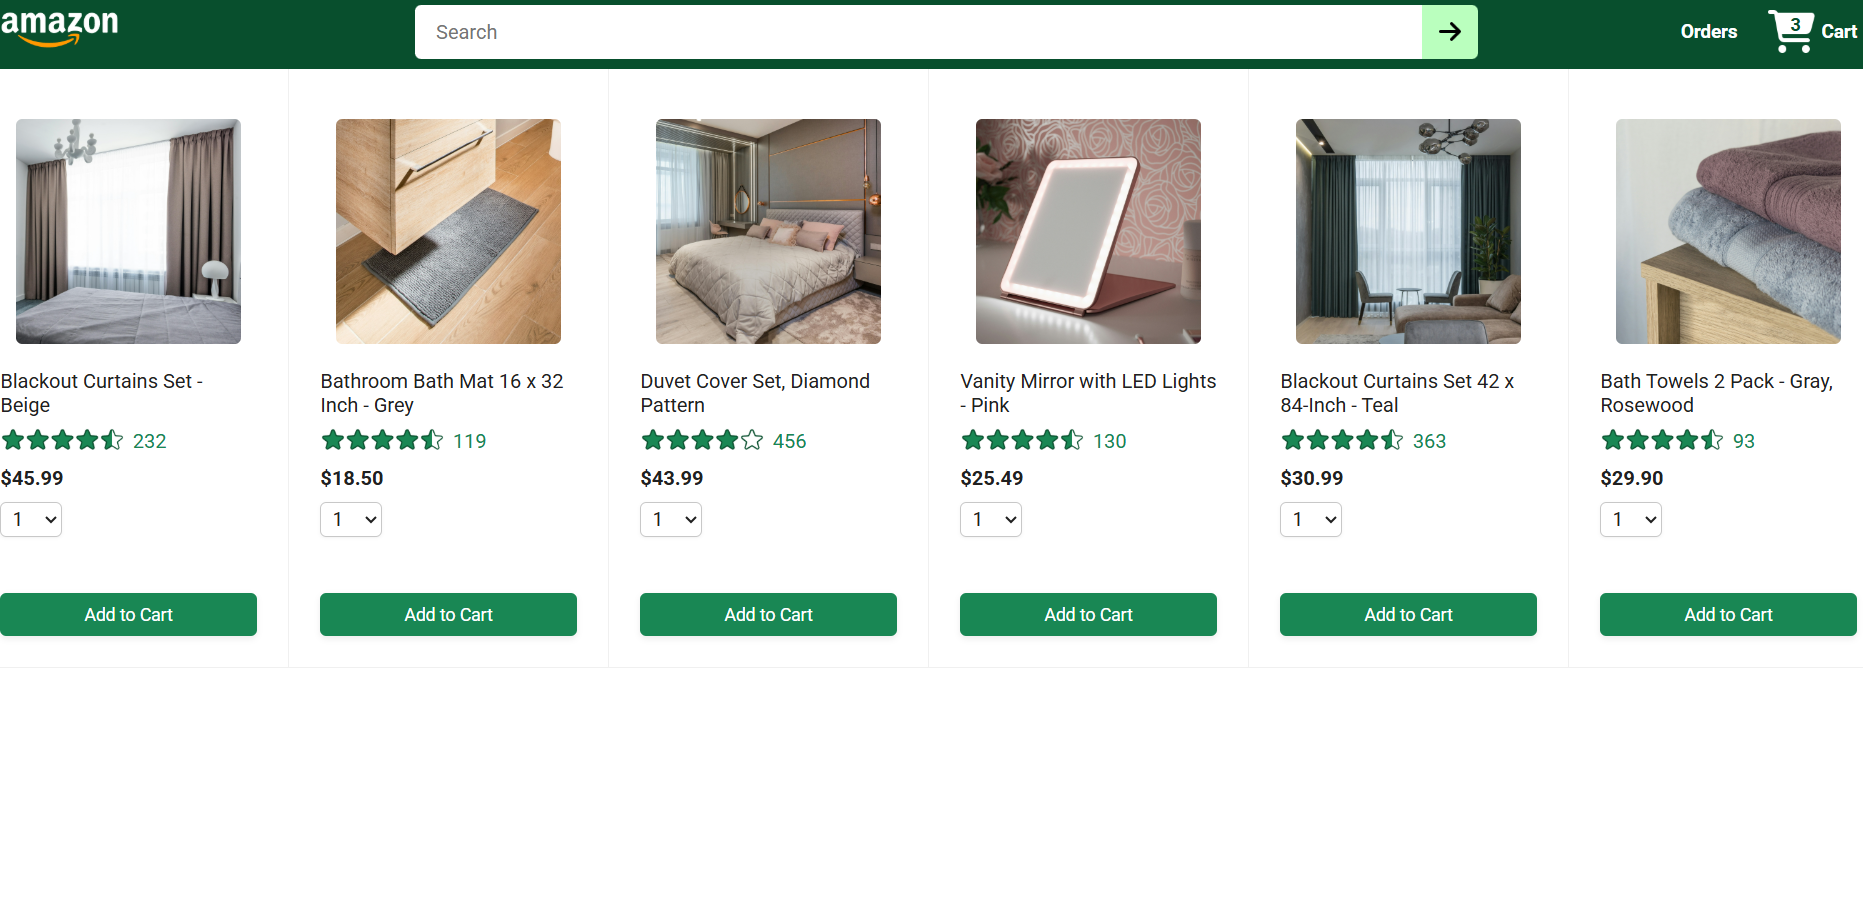 amazon
Search
Orders
3
Cart
Blackout Curtains Set -
Beige
232
$45.99
1
Add to Cart
Bathroom Bath Mat 16 x 32
Inch - Grey
119
$18.50
1
Add to Cart
Duvet Cover Set, Diamond
Pattern
456
$43.99
1
Add to Cart
Vanity Mirror with LED Lights
- Pink
130
$25.49
1
Add to Cart
Blackout Curtains Set 42 x
84-Inch - Teal
363
$30.99
1
Add to Cart
Bath Towels 2 Pack - Gray,
Rosewood
93
$29.90
1
Add to Cart